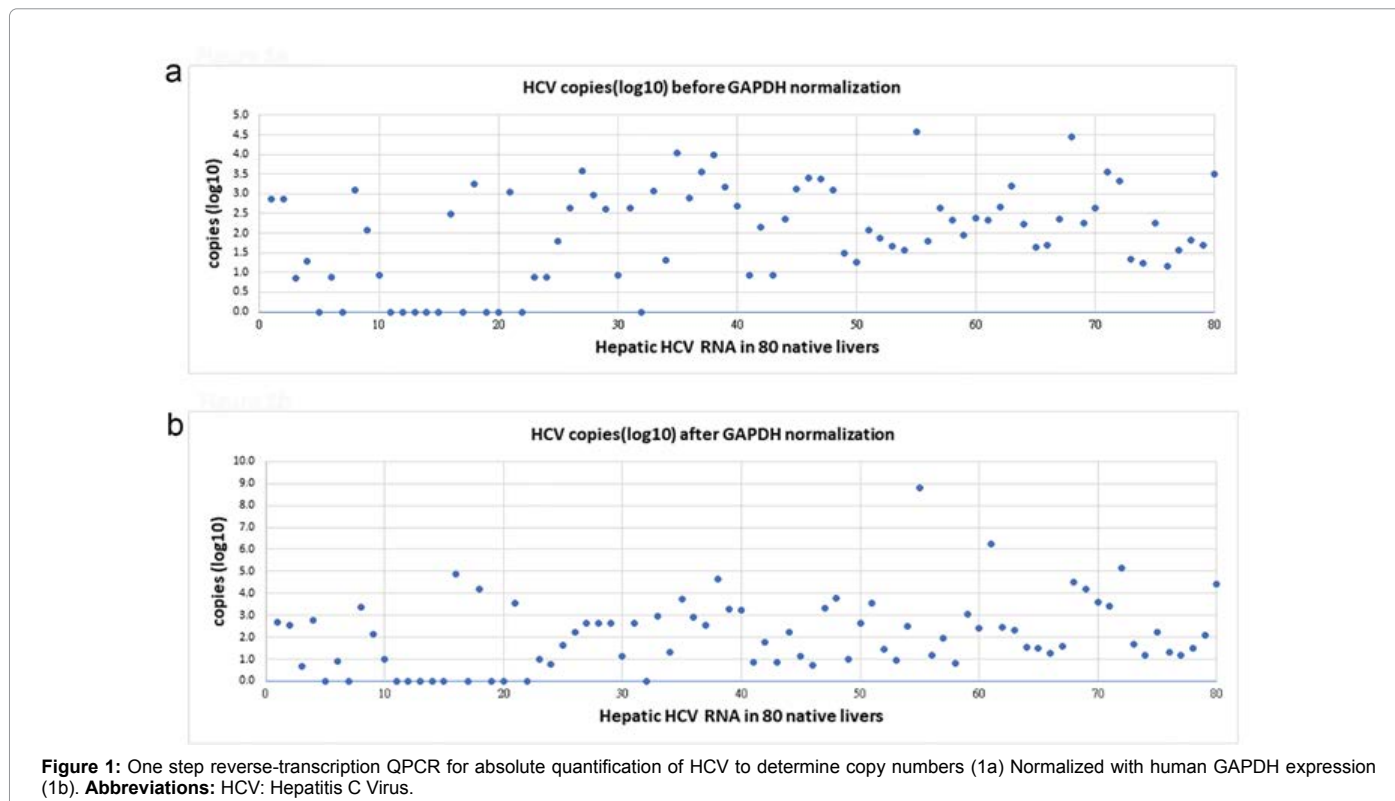 Figure 1a
a
HCV copies(log10) before GAPDH normalization
5.0
4.5
4.0
3.5
3.0
2.5
2.0
1.5
1.0
0.5
0.0
copies (log10)
0 10 20 30 40 50 60 70 80
Hepatic HCV RNA in 80 native livers
b
HCV copies(log10) after GAPDH normalization
10.0
9.0
8.0
7.0
6.0
5.0
4.0
3.0
2.0
1.0
0.0
copies (log10)
0 10 20 30 40 50 60 70 80
Hepatic HCV RNA in 80 native livers
Figure 1: One step reverse-transcription QPCR for absolute quantification of HCV to determine copy numbers (1a) Normalized with human GAPDH expression
(1b). Abbreviations: HCV: Hepatitis C Virus.